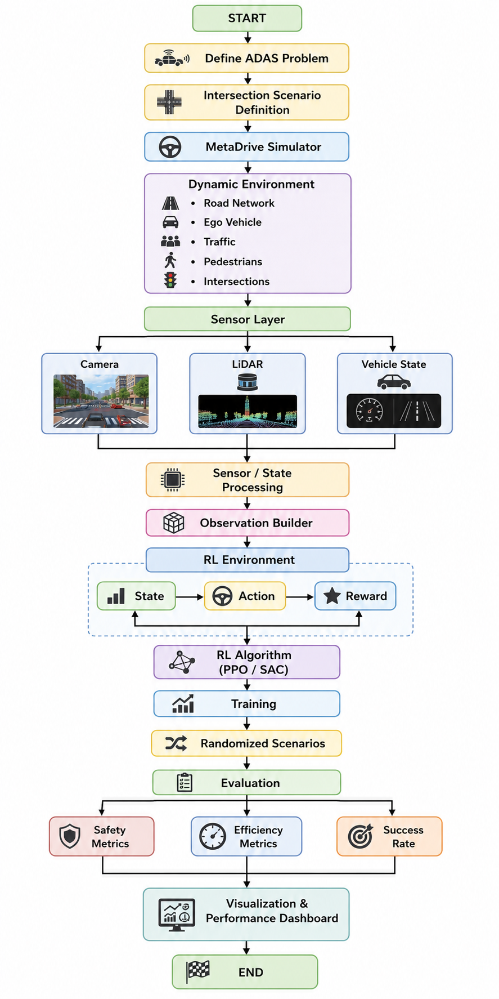 START
Define ADAS Problem
Intersection Scenario
Definition
MetaDrive Simulator
Dynamic Environment
• Road Network
• Ego Vehicle
• Traffic
• Pedestrians
• Intersections
Sensor Layer
Camera
LiDAR
Vehicle State
Sensor / State
Processing
Observation Builder
RL Environment
State
Action
Reward
RL Algorithm
(PPO / SAC)
Training
Randomized Scenarios
Evaluation
Safety
Metrics
Efficiency
Metrics
Success
Rate
Visualization &
Performance Dashboard
END